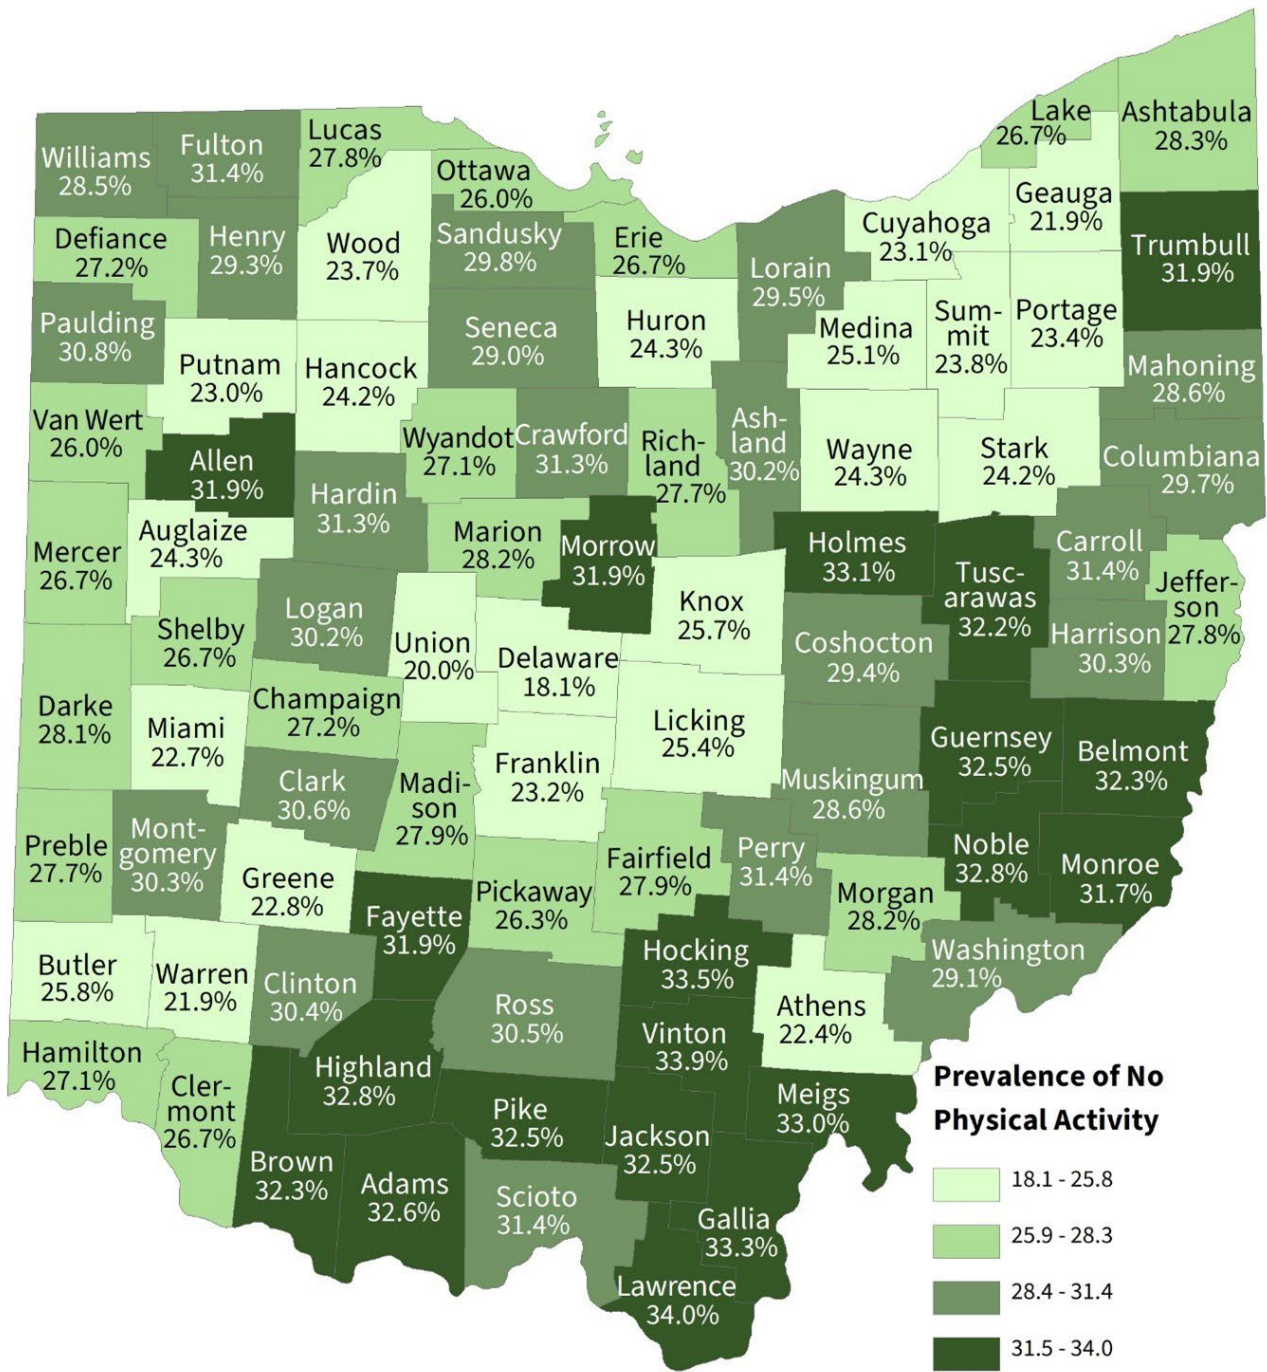 Williams
28.5%
Fulton
31.4%
Lucas
27.8%
Ottawa
26.0%
Lake
26.7%
Ashtabula
28.3%
Geauga
21.9%
Cuyahoga
23.1%
Defiance
27.2%
Henry
29.3%
Wood
23.7%
Sandusky
29.8%
Erie
26.7%
Lorain
29.5%
Trumbull
31.9%
Paulding
30.8%
Putnam
23.0%
Hancock
24.2%
Seneca
29.0%
Huron
24.3%
Medina
25.1%
Sum-
mit
23.8%
Portage
23.4%
Mahoning
28.6%
Van Wert
26.0%
Allen
31.9%
Wyandot
27.1%
Crawford
31.3%
Rich-
land
27.7%
Ash-
land
30.2%
Wayne
24.3%
Stark
24.2%
Columbiana
29.7%
Mercer
26.7%
Auglaize
24.3%
Hardin
31.3%
Marion
28.2%
Morrow
31.9%
Holmes
33.1%
Tusc-
arawas
32.2%
Carroll
31.4%
Jeffer-
son
27.8%
Shelby
26.7%
Logan
30.2%
Union
20.0%
Delaware
18.1%
Knox
25.7%
Coshocton
29.4%
Harrison
30.3%
Darke
28.1%
Miami
22.7%
Champaign
27.2%
Clark
30.6%
Madi-
son
27.9%
Franklin
23.2%
Licking
25.4%
Muskingum
28.6%
Guernsey
32.5%
Belmont
32.3%
Preble
27.7%
Mont-
gomery
30.3%
Greene
22.8%
Fayette
31.9%
Pickaway
26.3%
Fairfield
27.9%
Perry
31.4%
Morgan
28.2%
Noble
32.8%
Monroe
31.7%
Washington
29.1%
Butler
25.8%
Warren
21.9%
Clinton
30.4%
Ross
30.5%
Hocking
33.5%
Vinton
33.9%
Athens
22.4%
Hamilton
27.1%
Cler-
mont
26.7%
Highland
32.8%
Pike
32.5%
Jackson
32.5%
Meigs
33.0%
Brown
32.3%
Adams
32.6%
Scioto
31.4%
Gallia
33.3%
Lawrence
34.0%
Prevalence of No
Physical Activity
18.1 - 25.8
25.9 - 28.3
28.4 - 31.4
31.5 - 34.0